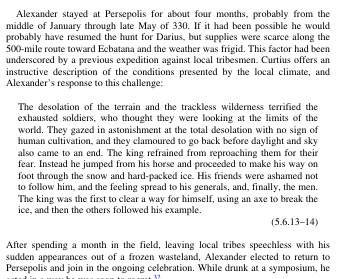 Alexander stayed at Persepolis for about four months, probably from the
middle of January through late May of 330. If it had been possible he would
probably have resumed the hunt for Darius, but supplies were scarce along the
500-mile route toward Ecbatana and the weather was frigid. This factor had been
underscored by a previous expedition against local tribesmen. Curtius offers an
instructive description of the conditions presented by the local climate, and
Alexander's response to this challenge:
The desolation of the terrain and the trackless wilderness terrified the
exhausted soldiers, who thought they were looking at the limits of the
world. They gazed in astonishment at the total desolation with no sign of
human cultivation, and they clamoured to go back before daylight and sky
also came to an end. The king refrained from reproaching them for their
fear. Instead he jumped from his horse and proceeded to make his way on
foot through the snow and hard-packed ice. His friends were ashamed not
to follow him, and the feeling spread to his generals, and, finally, the men.
The king was the first to clear a way for himself, using an axe to break the
ice, and then the others followed his example.
(5.6.13–14)
After spending a month in the field, leaving local tribes speechless with his
sudden appearances out of a frozen wasteland, Alexander elected to return to
Persepolis and join in the ongoing celebration. While drunk at a symposium, he